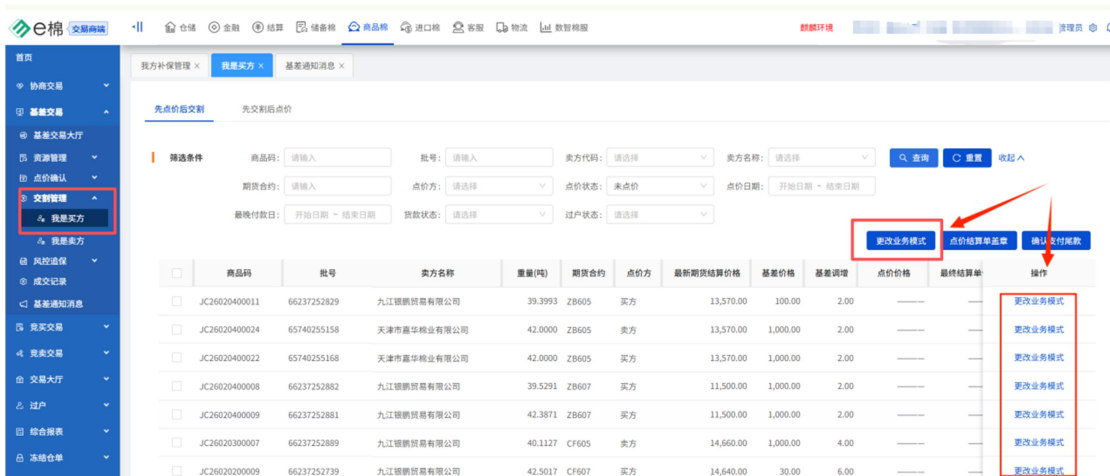 e棉 交易商端
仓储 金融 结算 储备棉 商品棉 进口棉 客服 物流 数智棉服 麒麟环境 管理员
首页
我方补保管理 × 我是买方 × 基差通知消息 ×
协商交易
基差交易
先点价后交割 先交割后点价
基差交易大厅
资源管理
筛选条件 商品码: 请输入 批号: 请输入 卖方代码: 请选择 卖方名称: 请选择 查询 重置 收起
点价确认
期货合约: 请输入 点价方: 请选择 点价状态: 未点价 点价日期: 开始日期 ~ 结束日期
交割管理
最晚付款日: 开始日期 ~ 结束日期 货款状态: 请选择 过户状态: 请选择
我是买方
我是卖方
更改业务模式 点价结算单盖章 确认支付尾款
风控追保
商品码 批号 卖方名称 重量(吨) 期货合约 点价方 最新期货结算价格 基差价格 基差调增 点价价格 最终结算单 操作
成交记录
基差通知消息
JC26020400011 66237252829 九江银鹏贸易有限公司 39.3993 ZB605 买方 13,570.00 100.00 2.00 ——— — 更改业务模式
竞买交易
JC26020400024 65740255158 天津市嘉华棉业有限公司 42.0000 ZB605 卖方 13,570.00 1,000.00 2.00 ——— — 更改业务模式
竞卖交易
JC26020400022 65740255168 天津市嘉华棉业有限公司 42.0000 ZB605 买方 13,570.00 1,000.00 2.00 ——— — 更改业务模式
交易大厅
JC26020400008 66237252882 九江银鹏贸易有限公司 39.5291 ZB607 买方 11,500.00 1,000.00 2.00 ——— — 更改业务模式
过户
JC26020400009 66237252881 九江银鹏贸易有限公司 42.3871 ZB607 买方 11,500.00 1,000.00 2.00 ——— — 更改业务模式
综合报表
JC26020300007 66237252889 九江银鹏贸易有限公司 40.1127 CF605 卖方 14,660.00 1,000.00 4.00 ——— — 更改业务模式
冻结仓单
JC26020200009 66237252739 九江银鹏贸易有限公司 42.5017 CF607 买方 14,640.00 30.00 6.00 ——— — 更改业务模式